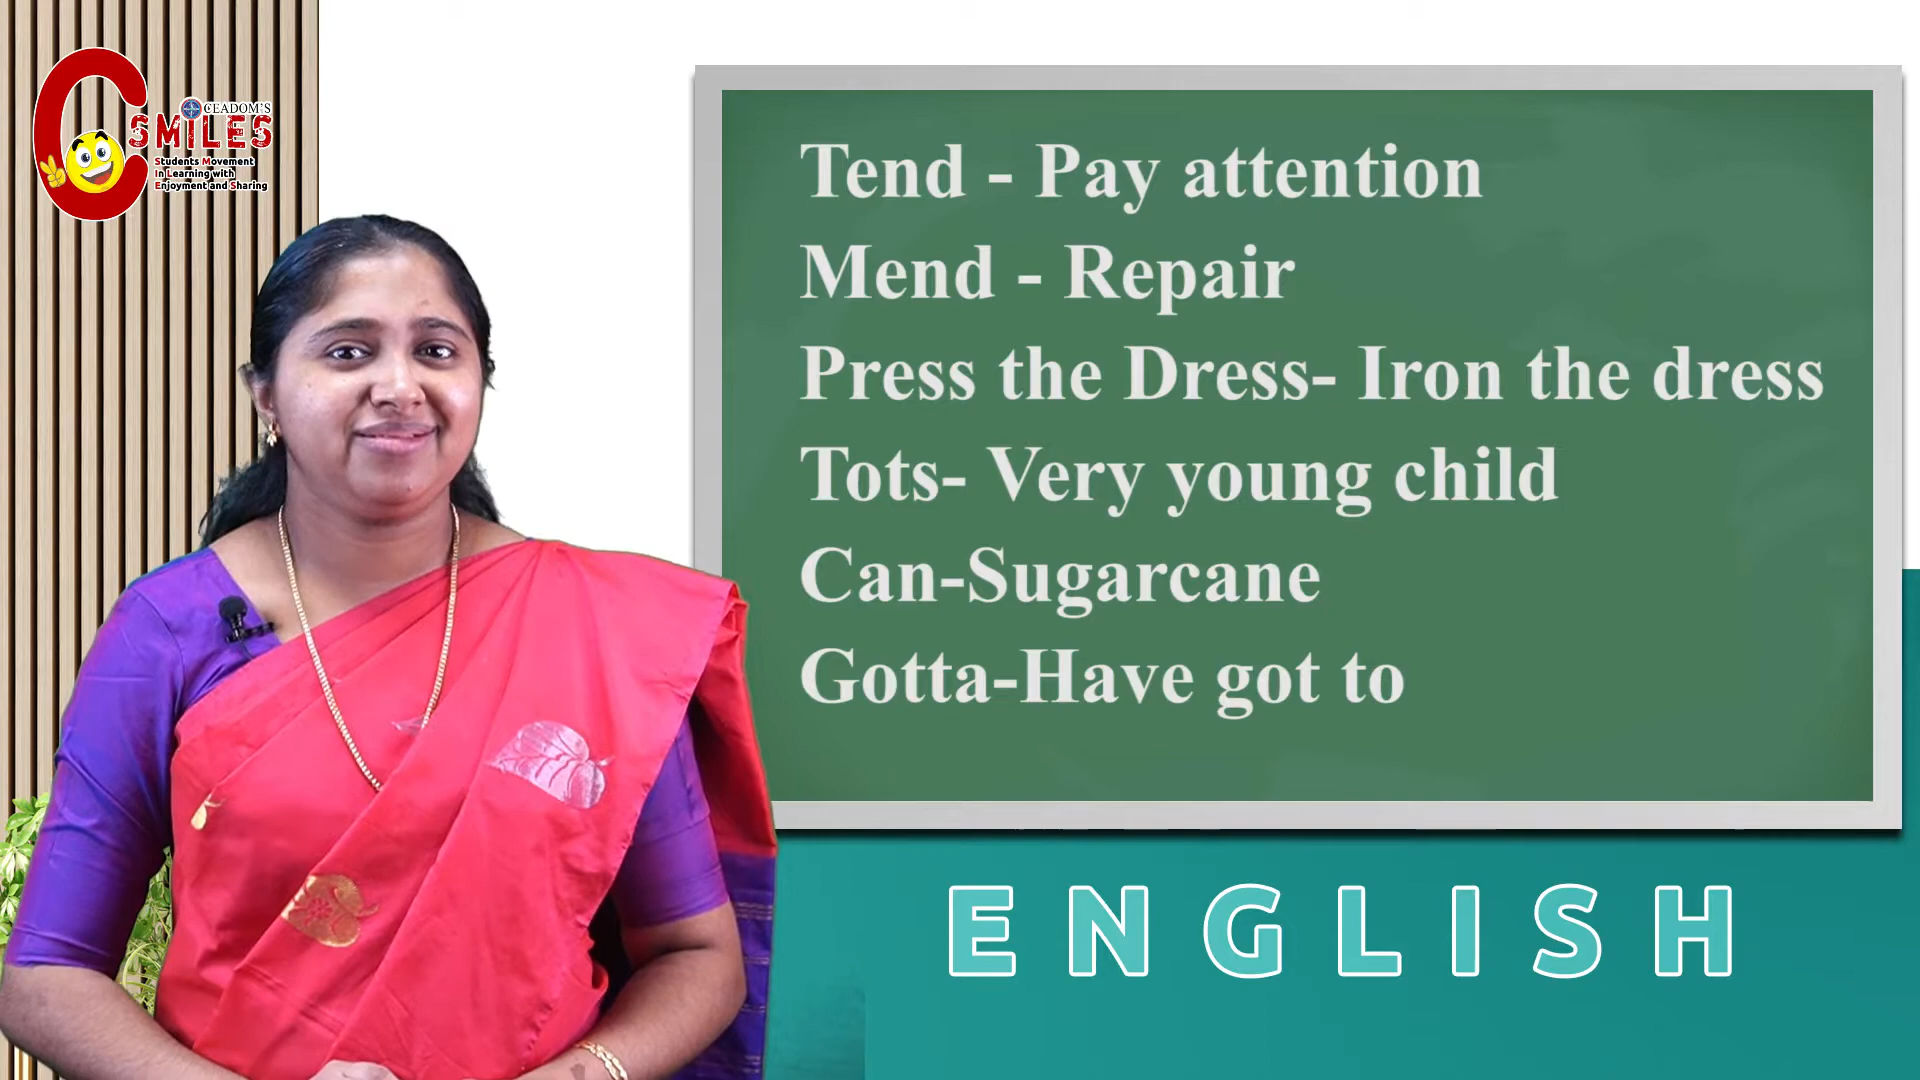 CEADOM'S
C SMILES
Students Movement
In Learning with
Enjoyment and Sharing
Tend - Pay attention
Mend - Repair
Press the Dress- Iron the dress
Tots- Very young child
Can-Sugarcane
Gotta-Have got to
ENGLISH